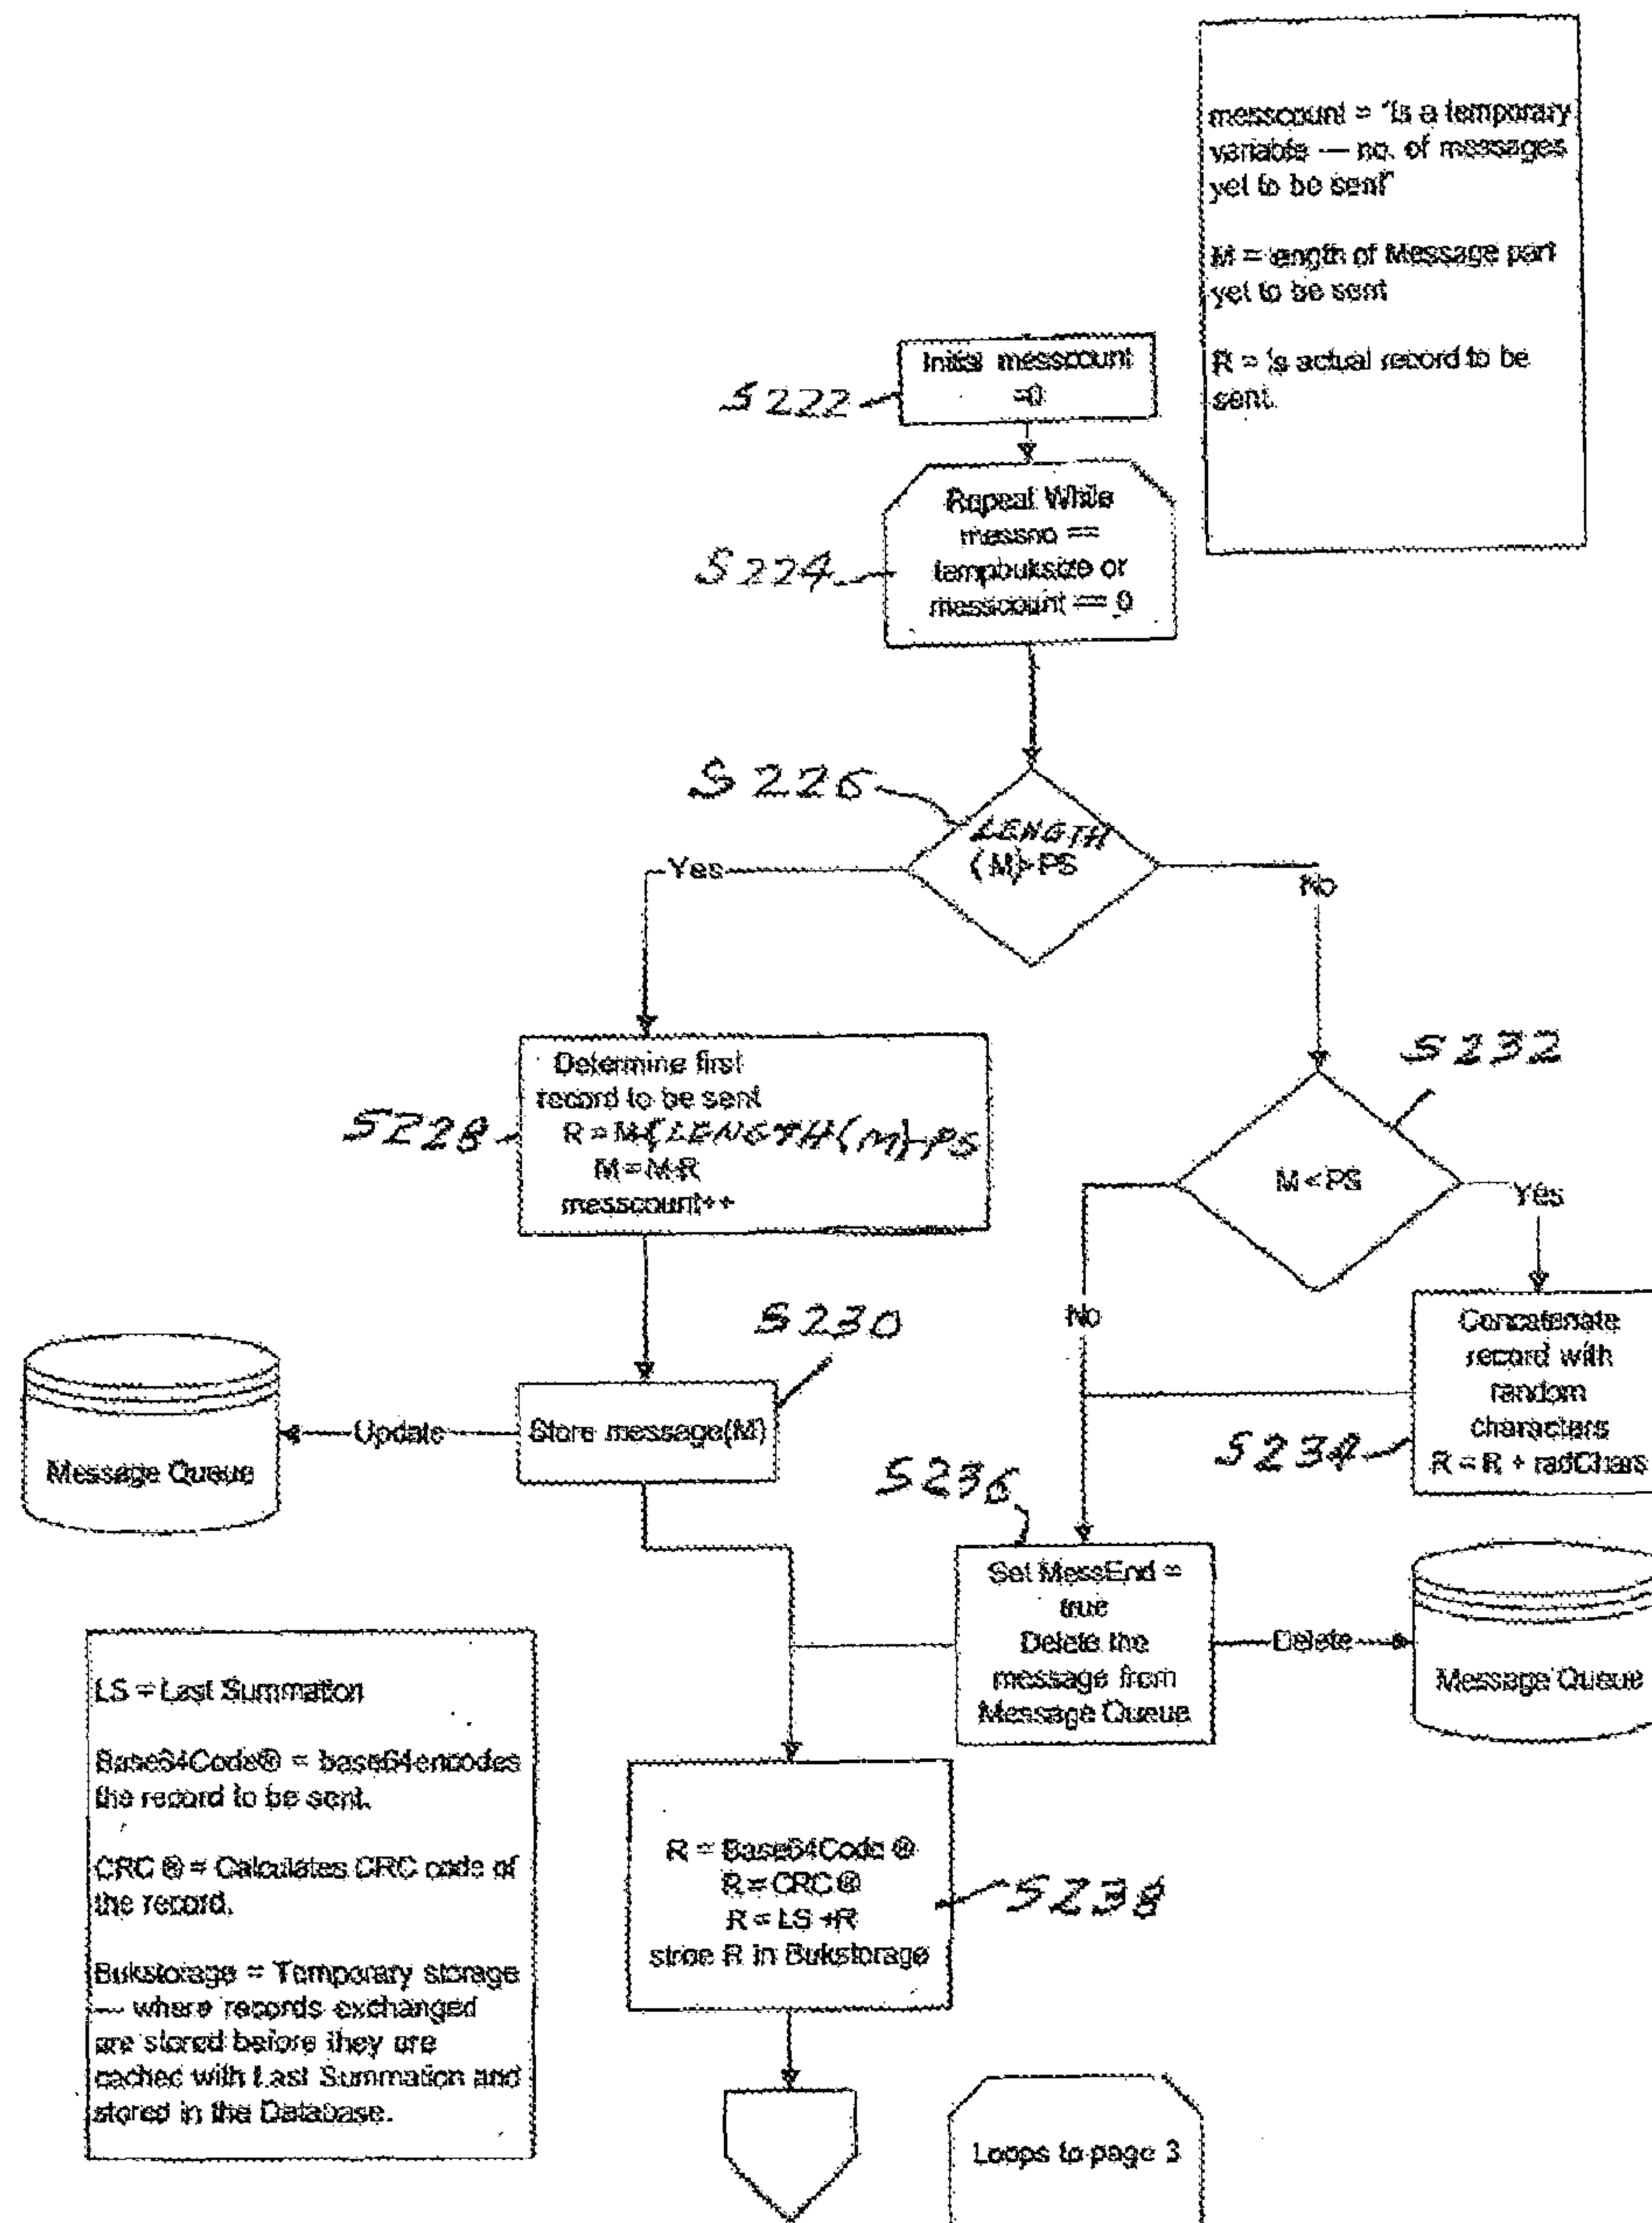 messcount = "is a temporary
variable — no. of messages
yet to be sent"
M = length of Message part
yet to be sent
R = 's actual record to be
sent.
Initial messcount
=0
S222
Repeat While
messno ==
tempbuksize or
messcount == 0
S224
S226
LENGTH
(M)>PS
Yes
No
Determine first
record to be sent
R = M-(LENGTH(M)-PS
M = M-R
messcount++
S228
S232
M < PS
Yes
No
S230
Store message(M)
Update
Message Queue
Concatenate
record with
random
characters
R = R + radChars
S234
S236
Set MessEnd =
true
Delete the
message from
Message Queue
Delete
Message Queue
LS = Last Summation
Base64Code® = base64encodes
the record to be sent.
CRC ® = Calculates CRC code of
the record.
Bukstorage = Temporary storage
— where records exchanged
are stored before they are
cached with Last Summation and
stored in the Database.
R = Base64Code ®
R = CRC ®
R = LS +R
stroe R in Bukstorage
S238
Loops to page 3